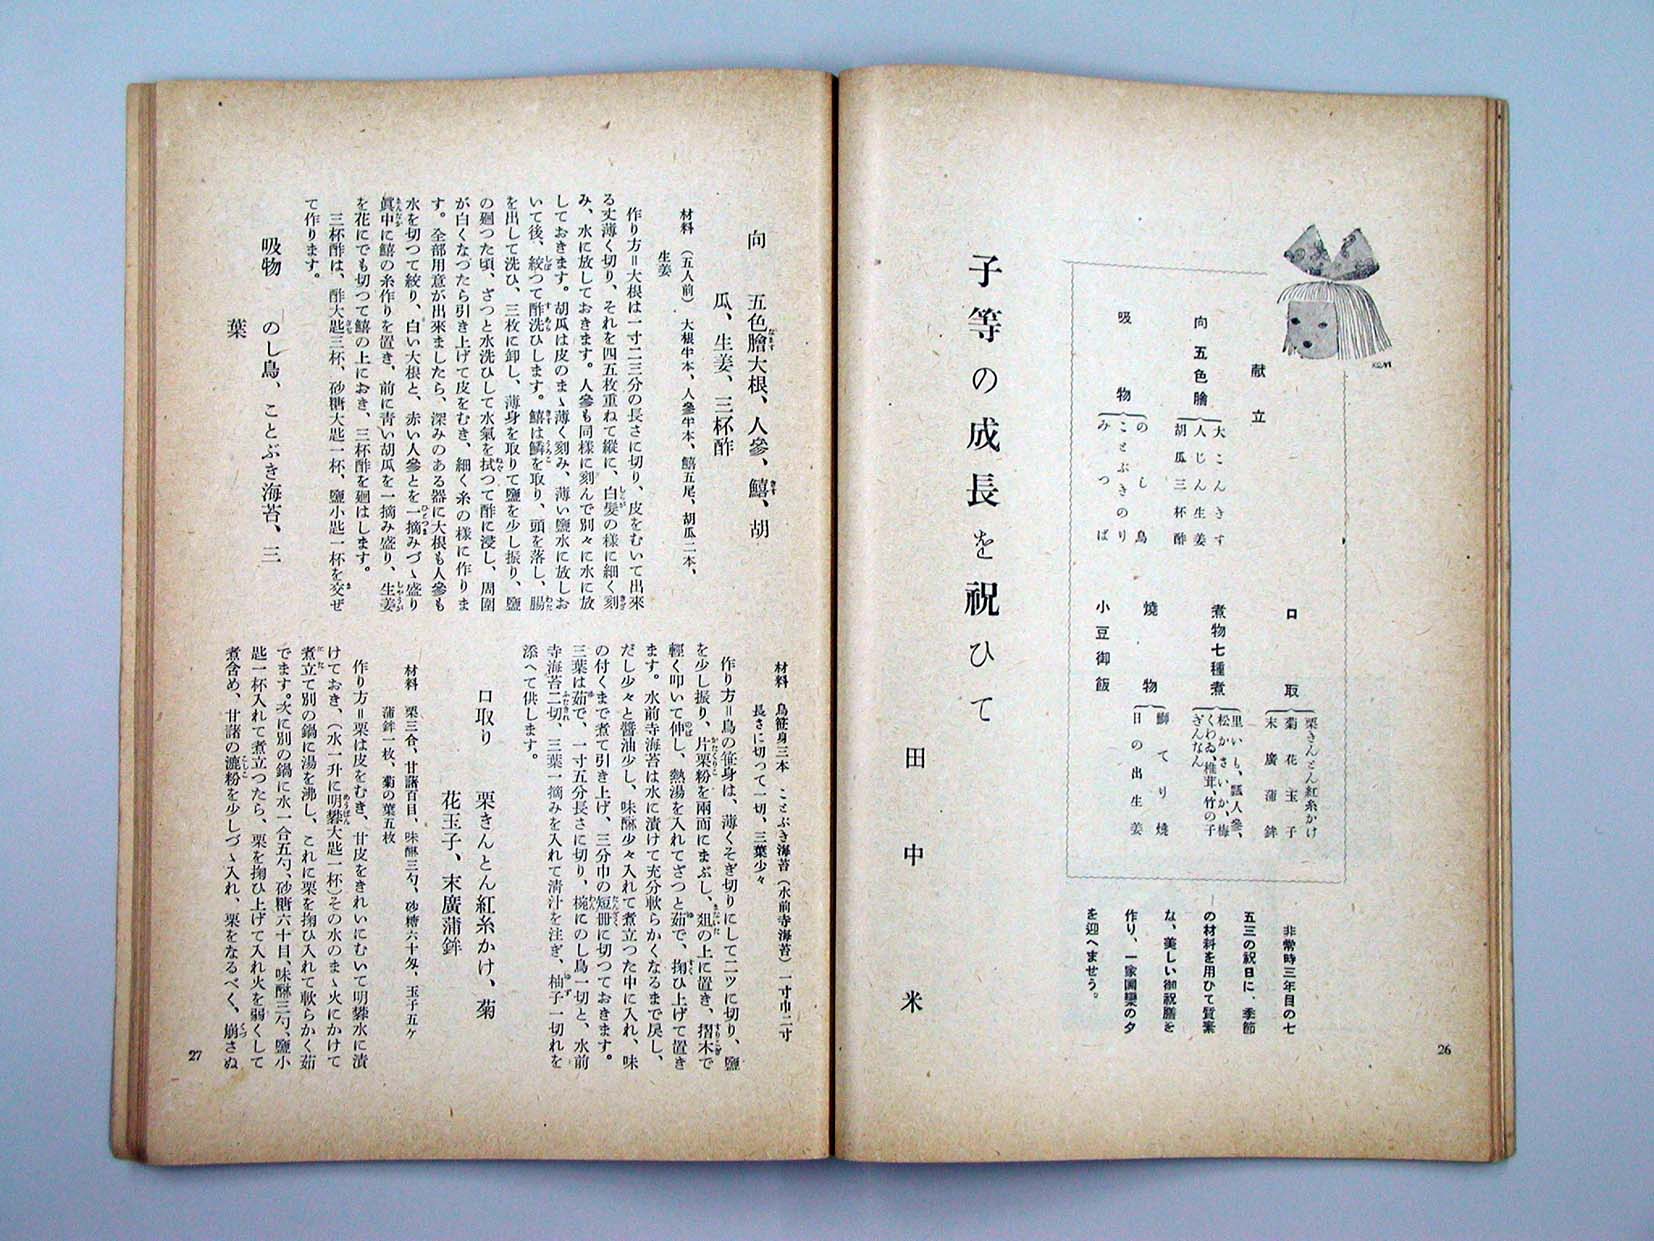 献立
向 五色膾
大こんきす
人じん生姜
胡瓜三杯酢
吸物
のし鳥
ことぶきのり
みつば
口取
栗きんとん紅糸かけ
菊花玉子
末廣蒲鉾
煮物七種煮
里いも、瓢人參、
松かさいか、梅
くわゐ、椎茸、竹の子
ぎんなん
燒物
鰤てり燒
日の出生姜
小豆御飯
非常時三年目の七
五三の祝日に、季節
の材料を用ひて質素
な、美しい御祝膳を
作り、一家團欒の夕
を迎へませう。
子等の成長を祝ひて
田中米
26
向 五色膾大根、人參、鱚、胡
瓜、生姜、三杯酢
材料 (五人前) 大根半本、人參半本、鱚五尾、胡瓜二本、
生姜
作り方=大根は一寸二三分の長さに切り、皮をむいて出來
る丈薄く切り、それを四五枚重ねて縱に、白髮の様に細く刻
み、水に放しておきます。人參も同様に刻んで別々に水に放
しておきます。胡瓜は皮のまゝ薄く刻み、薄い鹽水に放しお
いて後、絞つて酢洗ひします。鱚は鱗を取り、頭を落し、腸
を出して洗ひ、三枚に卸し、薄身を取りて鹽を少し振り、鹽
の廻つた頃、ざつと水洗ひして水氣を拭つて酢に浸し、周圍
が白くなつたら引き上げて皮をむき、細く糸の様に作りま
す。全部用意が出來ましたら、深みのある器に大根も人參も
水を切つて絞り、白い大根と、赤い人參とを一摘みづゝ盛り
眞中に鱚の糸作りを置き、前に靑い胡瓜を一摘み盛り、生姜
を花にでも切つて鱚の上におき、三杯酢を廻はします。
三杯酢は、酢大匙三杯、砂糖大匙一杯、鹽小匙一杯を交ぜ
て作ります。
吸物 のし鳥、ことぶき海苔、三
葉
材料 鳥笹身三本 ことぶき海苔(水前寺海苔)一寸巾二寸
長さに切って一切、三葉少々
作り方=鳥の笹身は、薄くそぎ切りにして二ツに切り、鹽
を少し振り、片栗粉を兩面にまぶし、爼の上に置き、摺木で
輕く叩いて伸し、熱湯を入れてざつと茹で、掬ひ上げて置き
ます。水前寺海苔は水に漬けて充分軟らかくなるまで戻し、
だし少々と醤油少し、味醂少々入れて煮立つた中に入れ、味
の付くまで煮て引き上げ、三分巾の短冊に切つておきます。
三葉は茹で、一寸五分長さに切り、椀にのし鳥一切と、水前
寺海苔二切、三葉一摘みを入れて淸汁を注ぎ、柚子一切れを
添へて供します。
口取り 栗きんとん紅糸かけ、菊
花玉子、末廣蒲鉾
材料 栗三合、甘藷百目、味醂三勺、砂糖六十匁、玉子五ケ
蒲鉾一枚、菊の葉五枚
作り方=栗は皮をむき、甘皮をきれいにむいて明礬水に漬
けておき、(水一升に明礬大匙一杯)その水のまゝ火にかけて
煮立て別の鍋に湯を沸し、これに栗を掬ひ入れて軟らかく茹
でます。次に別の鍋に水一合五勺、砂糖六十目、味醂三勺、鹽小
匙一杯入れて煮立つたら、栗を掬ひ上げて入れ火を弱くして
煮含め、甘藷の漉粉を少しづゝ入れ、栗をなるべく、崩さぬ
27